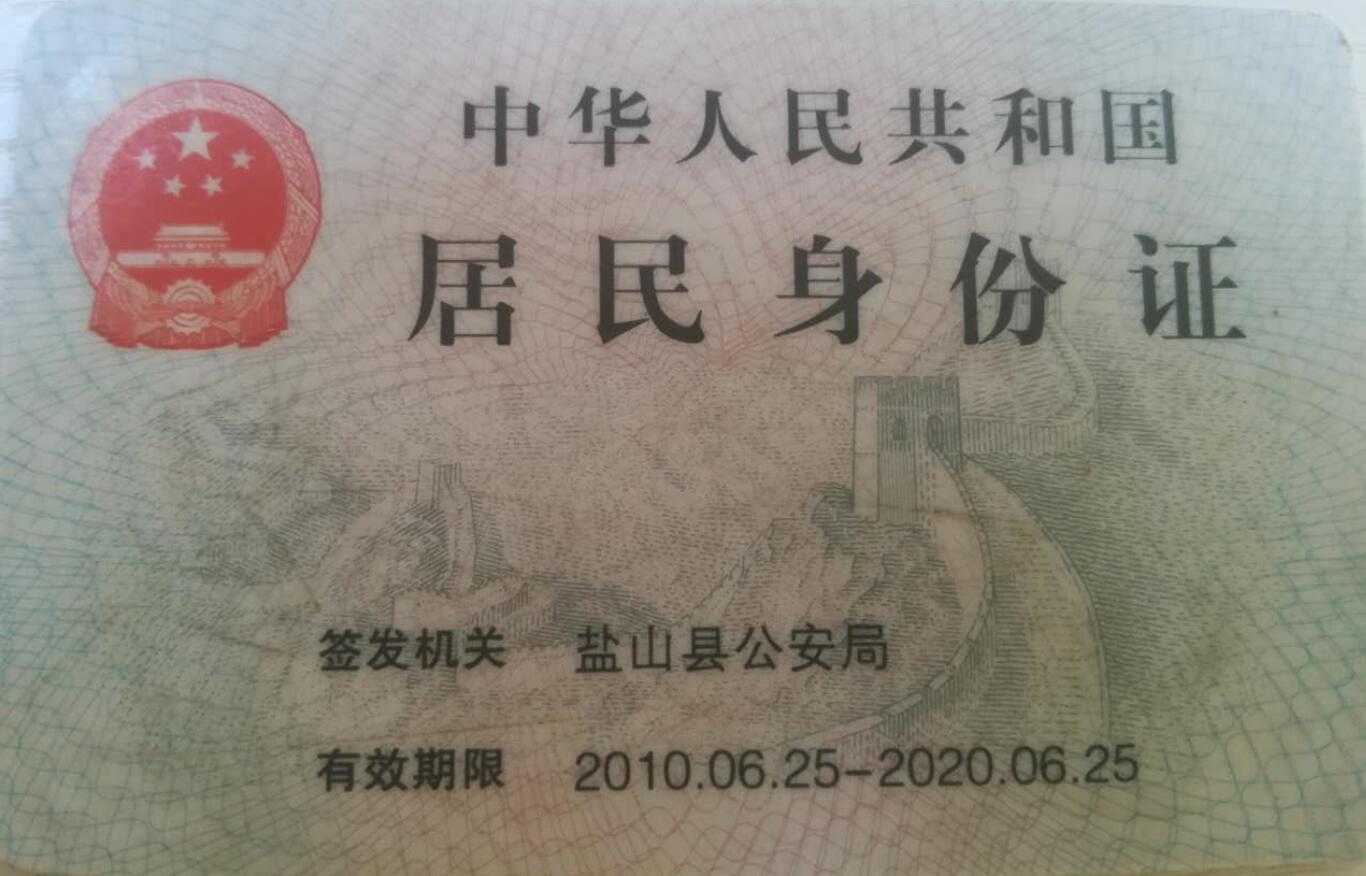 中华人民共和国
居民身份证
签发机关 盐山县公安局
有效期限 2010.06.25-2020.06.25